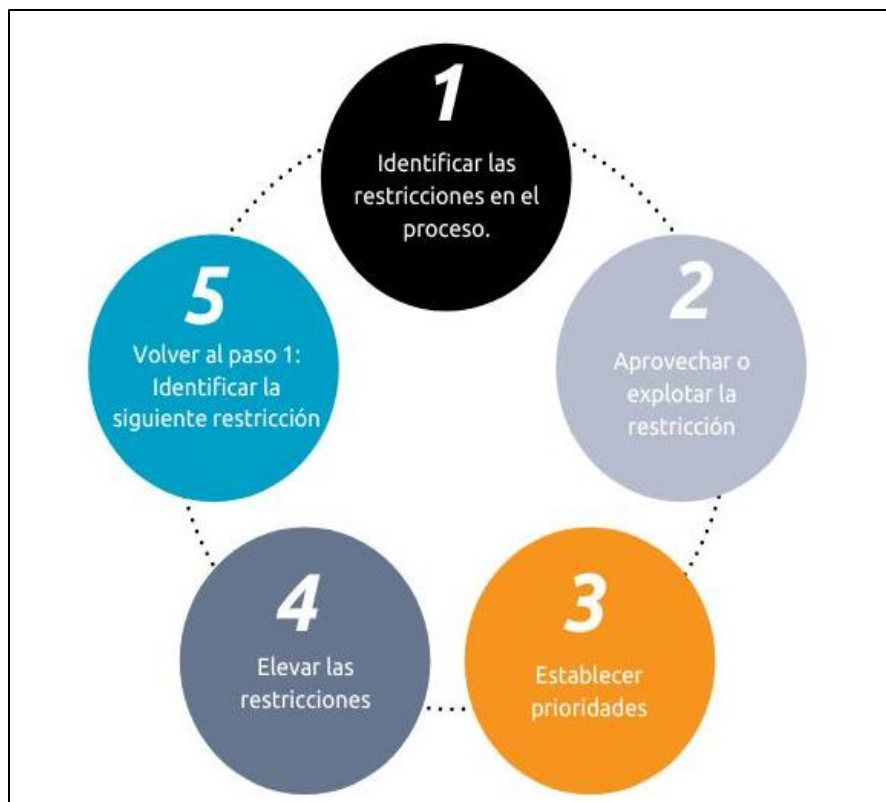 1
Identificar las
restricciones en el
proceso.
2
Aprovechar o
explotar la
restricción
3
Establecer
prioridades
4
Elevar las
restricciones
5
Volver al paso 1:
Identificar la
siguiente restricción